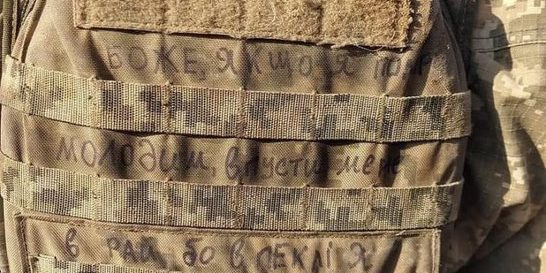 БОЖЕ, ЯКЩО Я
молодим, впусти мене
в РАЙ, бо в ПЕКЛІ Я